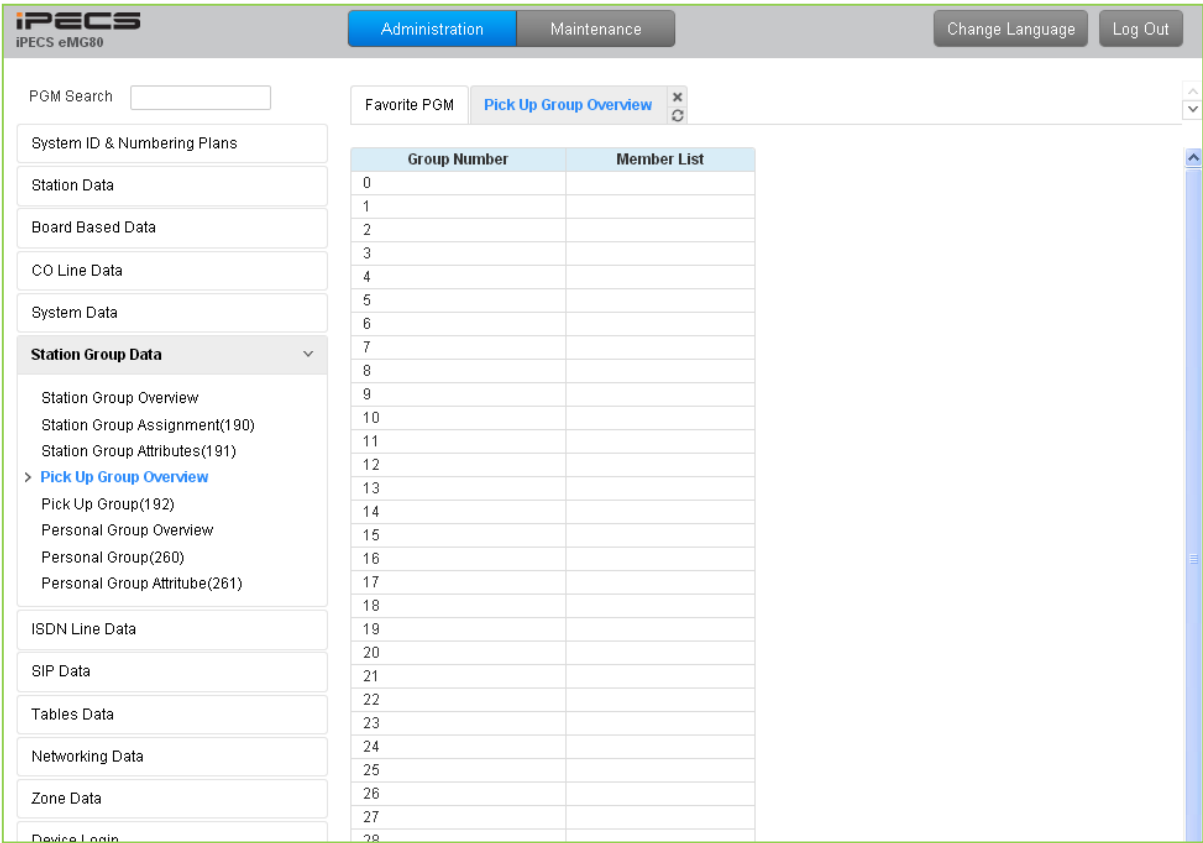 iPECS
iPECS eMG80
Administration
Maintenance
Change Language
Log Out
PGM Search
System ID & Numbering Plans
Station Data
Board Based Data
CO Line Data
System Data
Station Group Data
Station Group Overview
Station Group Assignment(190)
Station Group Attributes(191)
> Pick Up Group Overview
Pick Up Group(192)
Personal Group Overview
Personal Group(260)
Personal Group Attritube(261)
ISDN Line Data
SIP Data
Tables Data
Networking Data
Zone Data
Device Login
Favorite PGM
Pick Up Group Overview
Group Number Member List
0
1
2
3
4
5
6
7
8
9
10
11
12
13
14
15
16
17
18
19
20
21
22
23
24
25
26
27
28